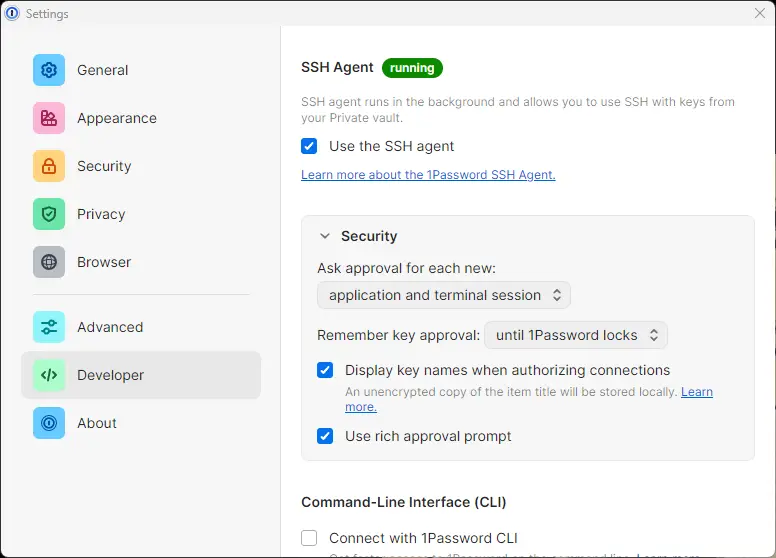 Settings
General
Appearance
Security
Privacy
Browser
Advanced
Developer
About
SSH Agent running
SSH agent runs in the background and allows you to use SSH with keys from
your Private vault.
Use the SSH agent
Learn more about the 1Password SSH Agent.
Security
Ask approval for each new:
application and terminal session
Remember key approval: until 1Password locks
Display key names when authorizing connections
An unencrypted copy of the item title will be stored locally. Learn
more.
Use rich approval prompt
Command-Line Interface (CLI)
Connect with 1Password CLI